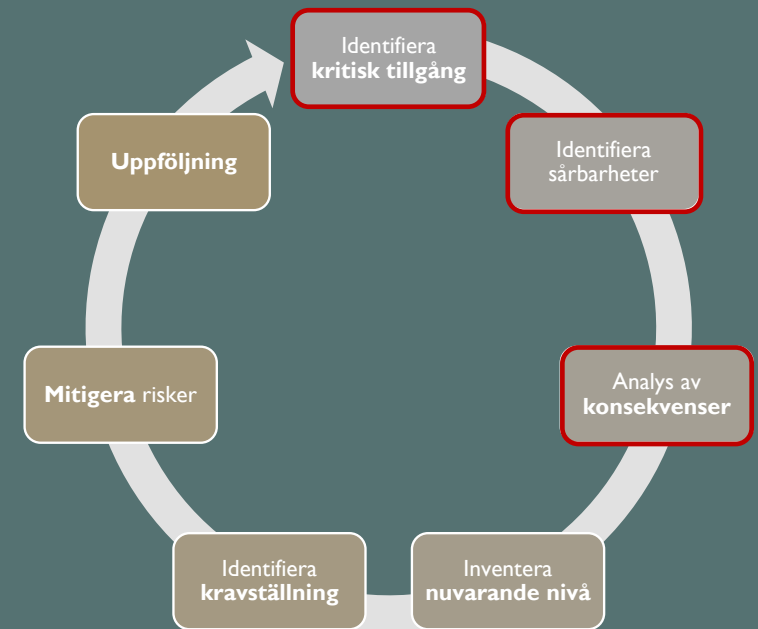 Identifiera
kritisk tillgång
Identifiera
sårbarheter
Analys av
konsekvenser
Inventera
nuvarande nivå
Identifiera
kravställning
Mitigera risker
Uppföljning